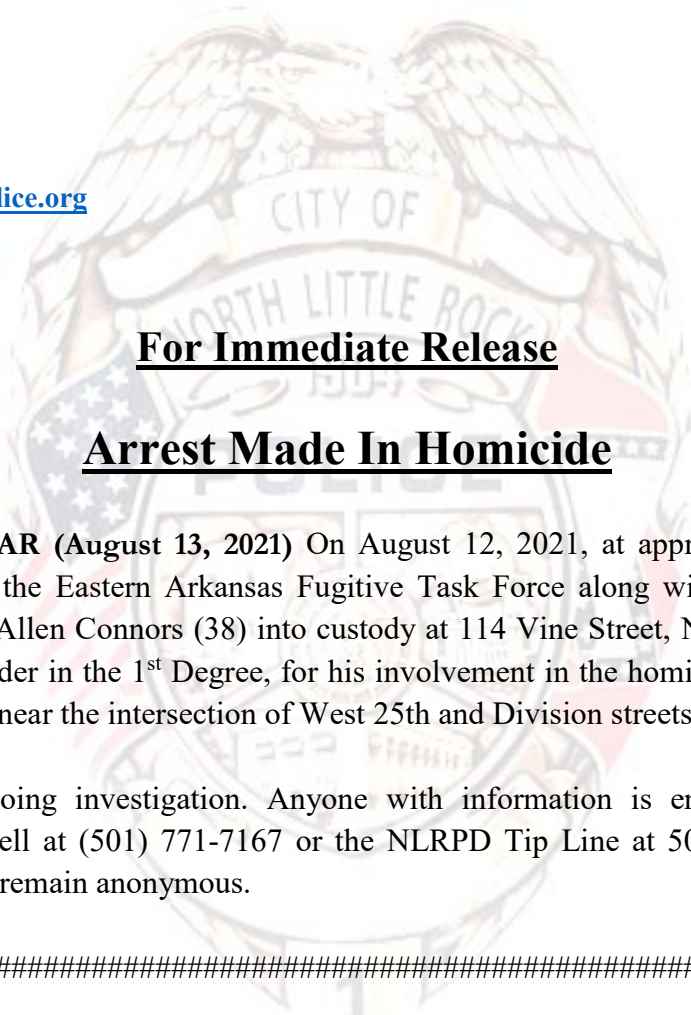 lice.org
CITY OF
NORTH LITTLE ROCK
For Immediate Release
1904
Arrest Made In Homicide
POLICE
AR (August 13, 2021) On August 12, 2021, at appr
the Eastern Arkansas Fugitive Task Force along wi
Allen Connors (38) into custody at 114 Vine Street, N
der in the 1st Degree, for his involvement in the homi
near the intersection of West 25th and Division streets
oing investigation. Anyone with information is en
ell at (501) 771-7167 or the NLRPD Tip Line at 50
remain anonymous.
##############################################
1